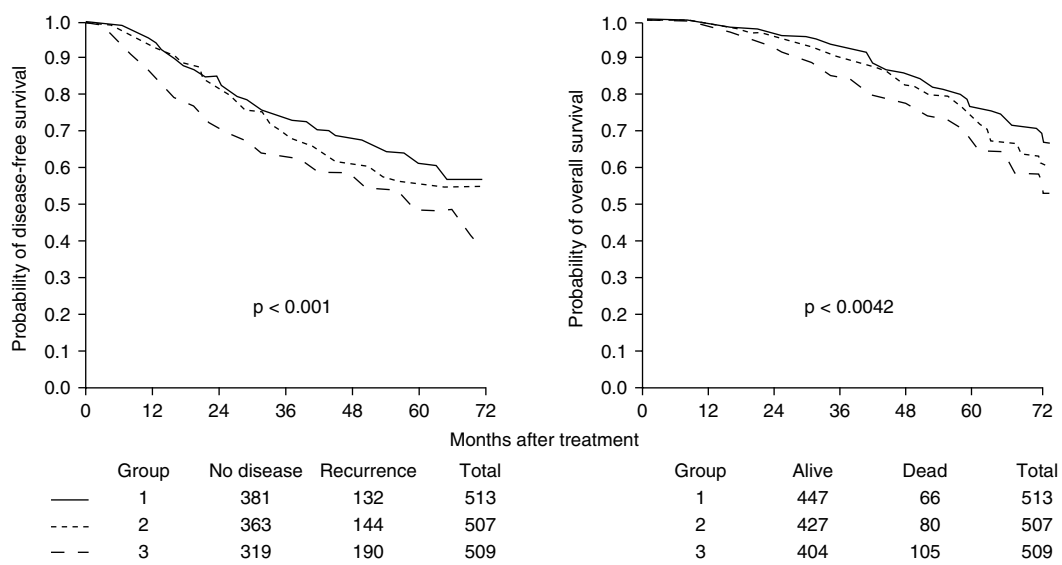 Probability of disease-free survival
1.0
0.9
0.8
0.7
0.6
0.5
0.4
0.3
0.2
0.1
0.0
p < 0.001
0 12 24 36 48 60 72
Probability of overall survival
1.0
0.9
0.8
0.7
0.6
0.5
0.4
0.3
0.2
0.1
0.0
p < 0.0042
0 12 24 36 48 60 72
Months after treatment
Group No disease Recurrence Total
1 381 132 513
2 363 144 507
3 319 190 509
Group Alive Dead Total
1 447 66 513
2 427 80 507
3 404 105 509